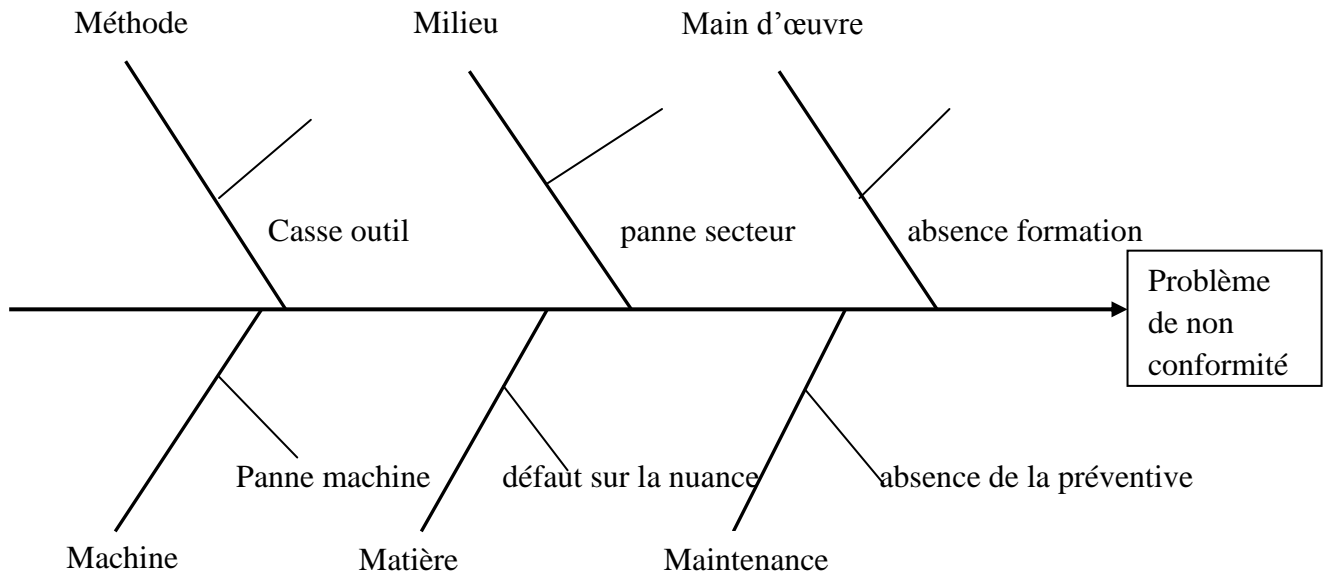 Méthode
Milieu
Main d'œuvre
Casse outil
panne secteur
absence formation
Problème
de non
conformité
Panne machine
défaut sur la nuance
absence de la préventive
Machine
Matière
Maintenance